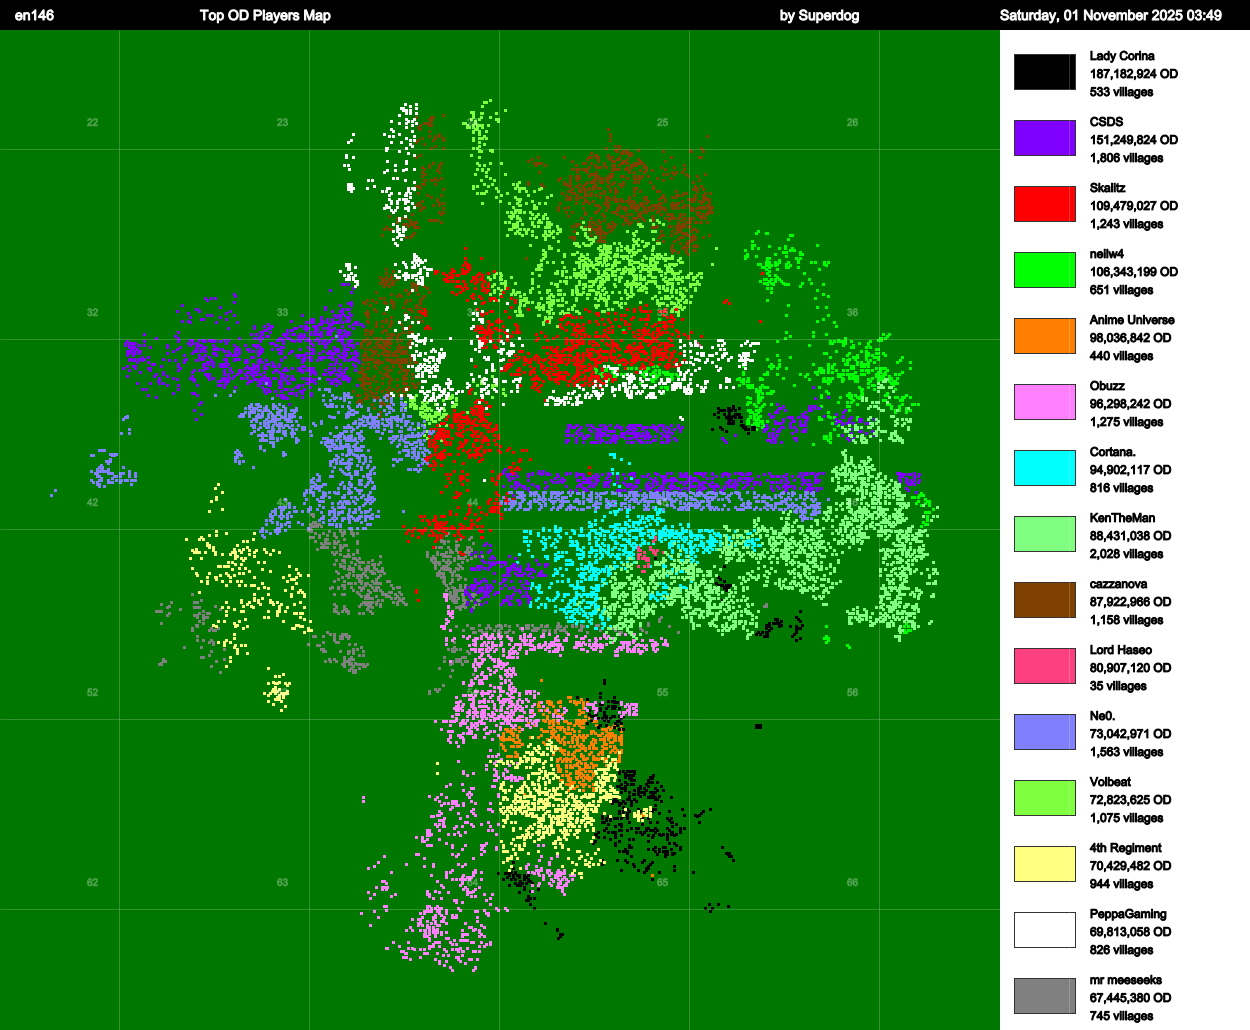 en146 Top OD Players Map by Superdog Saturday, 01 November 2025 03:49
Lady Corina
187,182,924 OD
533 villages
CSDS
151,249,824 OD
1,806 villages
Skalitz
109,479,027 OD
1,243 villages
neilw4
106,343,199 OD
651 villages
Anime Universe
98,036,842 OD
440 villages
Obuzz
96,298,242 OD
1,275 villages
Cortana.
94,902,117 OD
816 villages
KenTheMan
88,431,038 OD
2,028 villages
cazzanova
87,922,966 OD
1,158 villages
Lord Haseo
80,907,120 OD
35 villages
Ne0.
73,042,971 OD
1,563 villages
Volbeat
72,823,625 OD
1,075 villages
4th Regiment
70,429,482 OD
944 villages
PeppaGaming
69,813,058 OD
826 villages
mr meeseeks
67,445,380 OD
745 villages
22 23 25 26
32 33 35 36
42 44
52 55 56
62 63 64 65 66